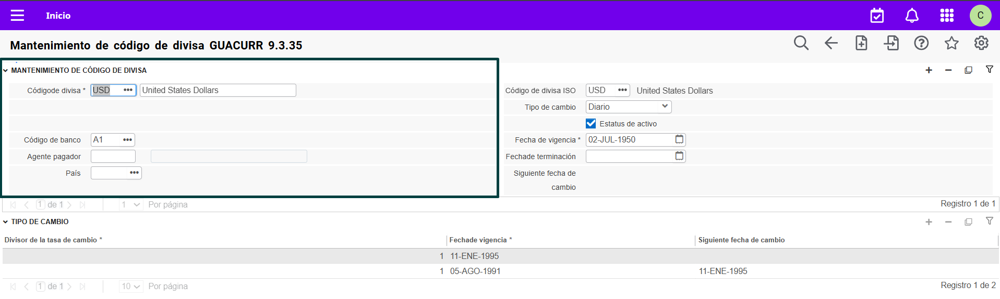 Inicio
C
Mantenimiento de código de divisa GUACURR 9.3.35
MANTENIMIENTO DE CÓDIGO DE DIVISA
Códigode divisa * USD ••• United States Dollars
Código de divisa ISO USD ••• United States Dollars
Tipo de cambio Diario
Estatus de activo
Código de banco A1 •••
Fecha de vigencia * 02-JUL-1950
Agente pagador
Fechade terminación
País •••
Siguiente fecha de
cambio
1 de 1 1 Por página Registro 1 de 1
TIPO DE CAMBIO
Divisor de la tasa de cambio * Fechade vigencia * Siguiente fecha de cambio
1 11-ENE-1995
1 05-AGO-1991 11-ENE-1995
1 de 1 10 Por página Registro 1 de 2